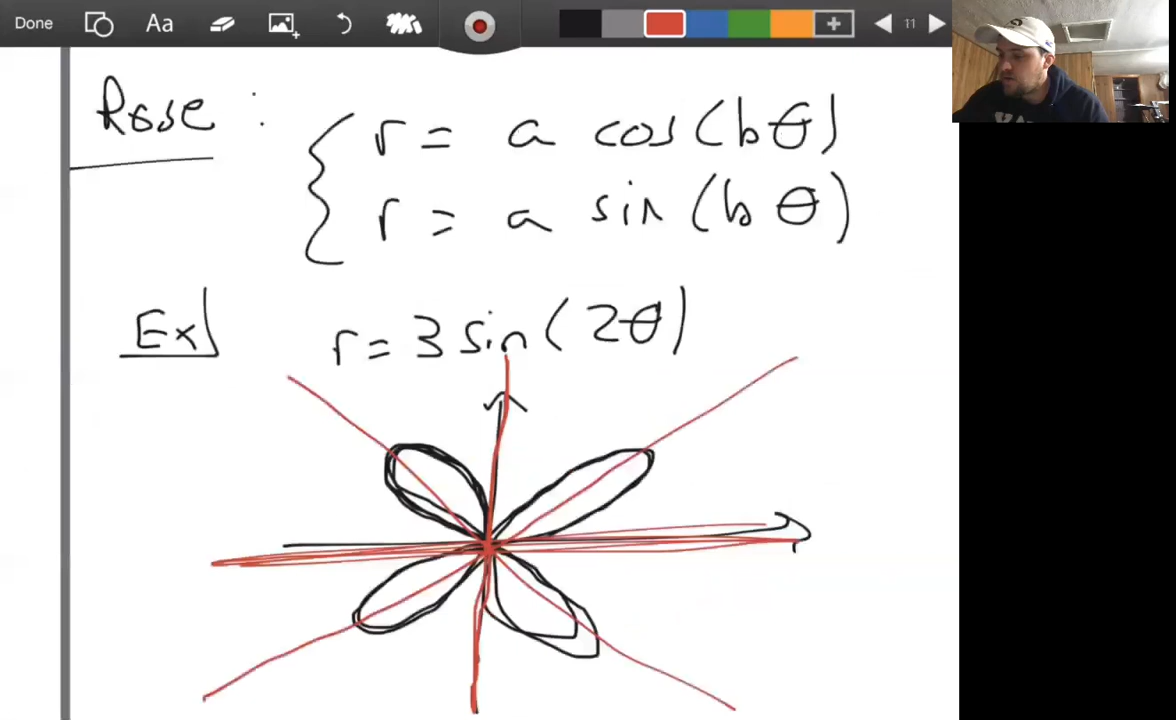 Done Aa 11
Rose :
r = a cos(bθ)
r = a sin(bθ)
Ex) r = 3 sin(2θ)